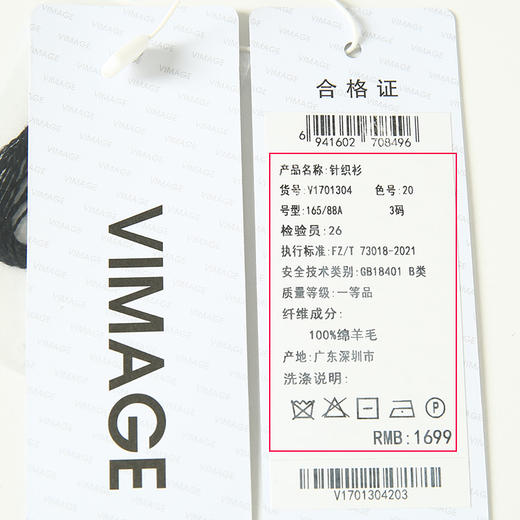 VIMAGE
合格证
6 941602 708496
产品名称:针织衫
货号:V1701304 色号:20
号型:165/88A 3码
检验员:26
执行标准:FZ/T 73018-2021
安全技术类别:GB18401 B类
质量等级:一等品
纤维成分:
100%绵羊毛
产地:广东深圳市
洗涤说明:
P
RMB:1699
V1701304203